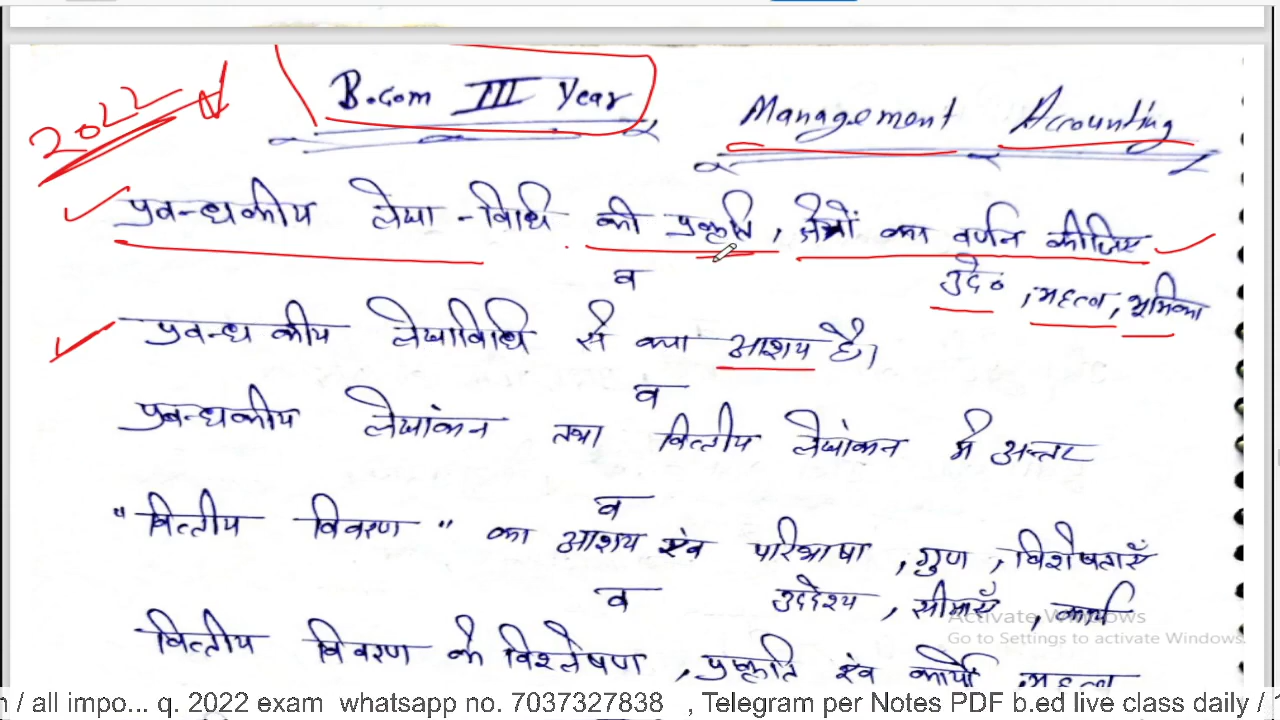 2022
B.com III Year
Management Accounting
प्रबन्धकीय लेखा-विधि की प्रकृति, क्षेत्रों का वर्णन कीजिए
व
उद्दे०, महत्व, भूमिका
प्रबन्धकीय लेखाविधि से क्या आशय है।
व
प्रबन्धकीय लेखांकन तथा वित्तीय लेखांकन में अन्तर
व
"वित्तीय विवरण" का आशय एंव परिभाषा, गुण, विशेषताएँ
व
उद्देश्य, सीमाएँ, कार्य
Activate Windows
Go to Settings to activate Windows.
वित्तीय विवरण के विश्लेषण, प्रकृति एंव कार्यो महत्व
/ all impo... q. 2022 exam whatsapp no. 7037327838 , Telegram per Notes PDF b.ed live class daily /